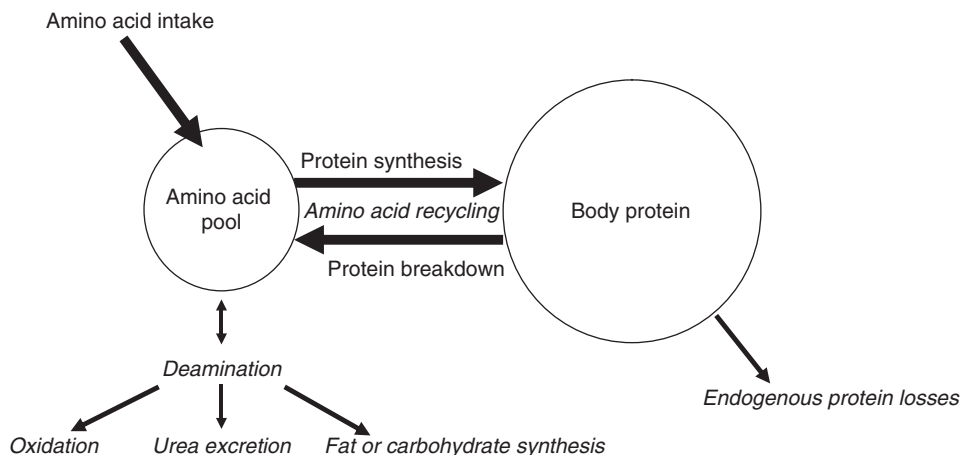 Amino acid intake
Protein synthesis
Amino acid
pool
Amino acid recycling
Body protein
Protein breakdown
Deamination
Endogenous protein losses
Oxidation
Urea excretion
Fat or carbohydrate synthesis